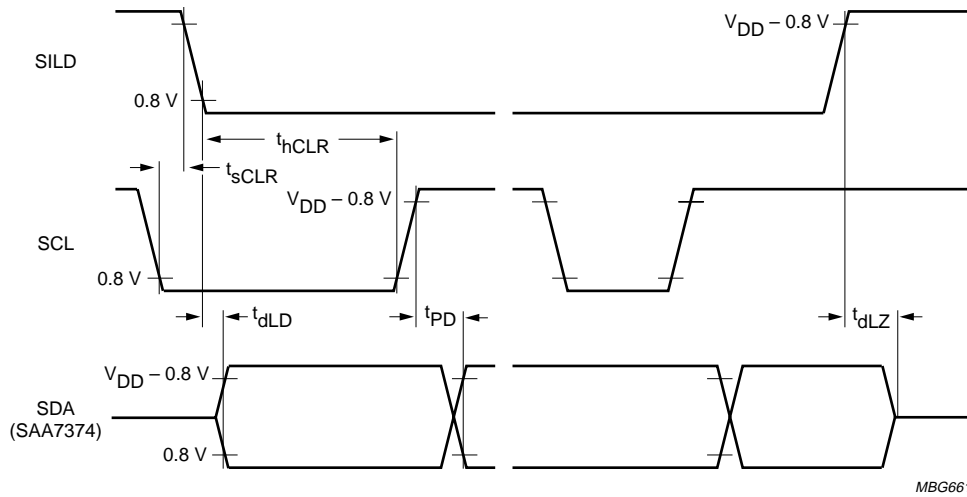 V_DD − 0.8 V
SILD
0.8 V
t_hCLR
t_sCLR
V_DD − 0.8 V
SCL
0.8 V
t_dLD
t_PD
t_dLZ
V_DD − 0.8 V
SDA
(SAA7374)
0.8 V